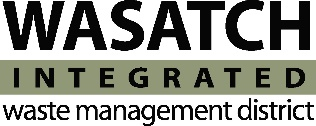 WASATCH
INTEGRATED
waste management district